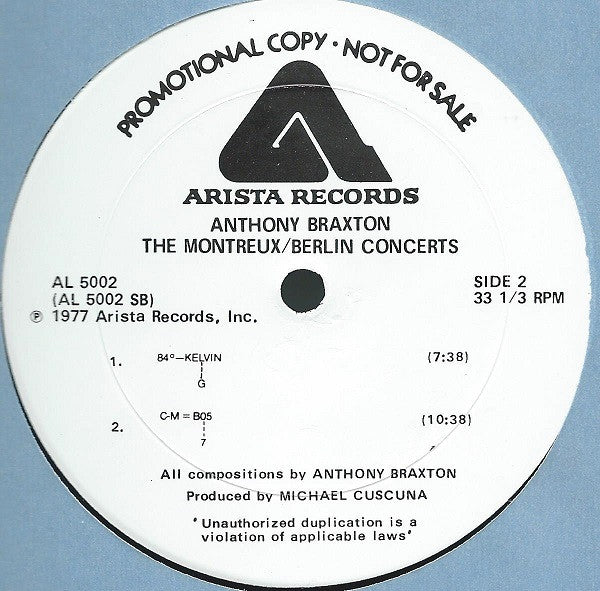 PROMOTIONAL COPY · NOT FOR SALE
ARISTA RECORDS
ANTHONY BRAXTON
THE MONTREUX/BERLIN CONCERTS
AL 5002
(AL 5002 SB)
℗ 1977 Arista Records, Inc.
SIDE 2
33 1/3 RPM
1. 84°—KELVIN (7:38)
G
2. C-M = B05 (10:38)
7
All compositions by ANTHONY BRAXTON
Produced by MICHAEL CUSCUNA
"Unauthorized duplication is a
violation of applicable laws"